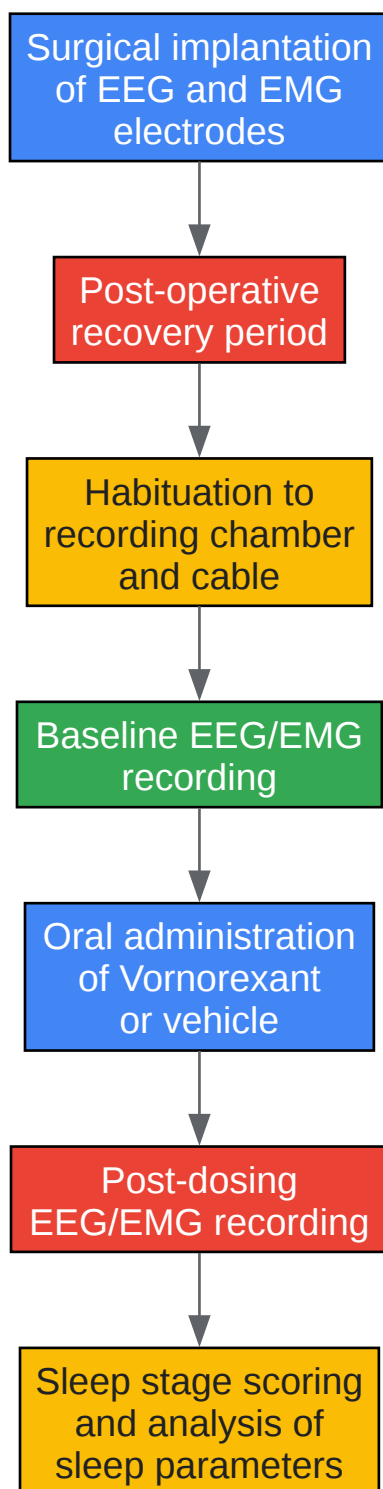 Surgical implantation
of EEG and EMG
electrodes
Post-operative
recovery period
Habituation to
recording chamber
and cable
Baseline EEG/EMG
recording
Oral administration
of Vornorexant
or vehicle
Post-dosing
EEG/EMG recording
Sleep stage scoring
and analysis of
sleep parameters